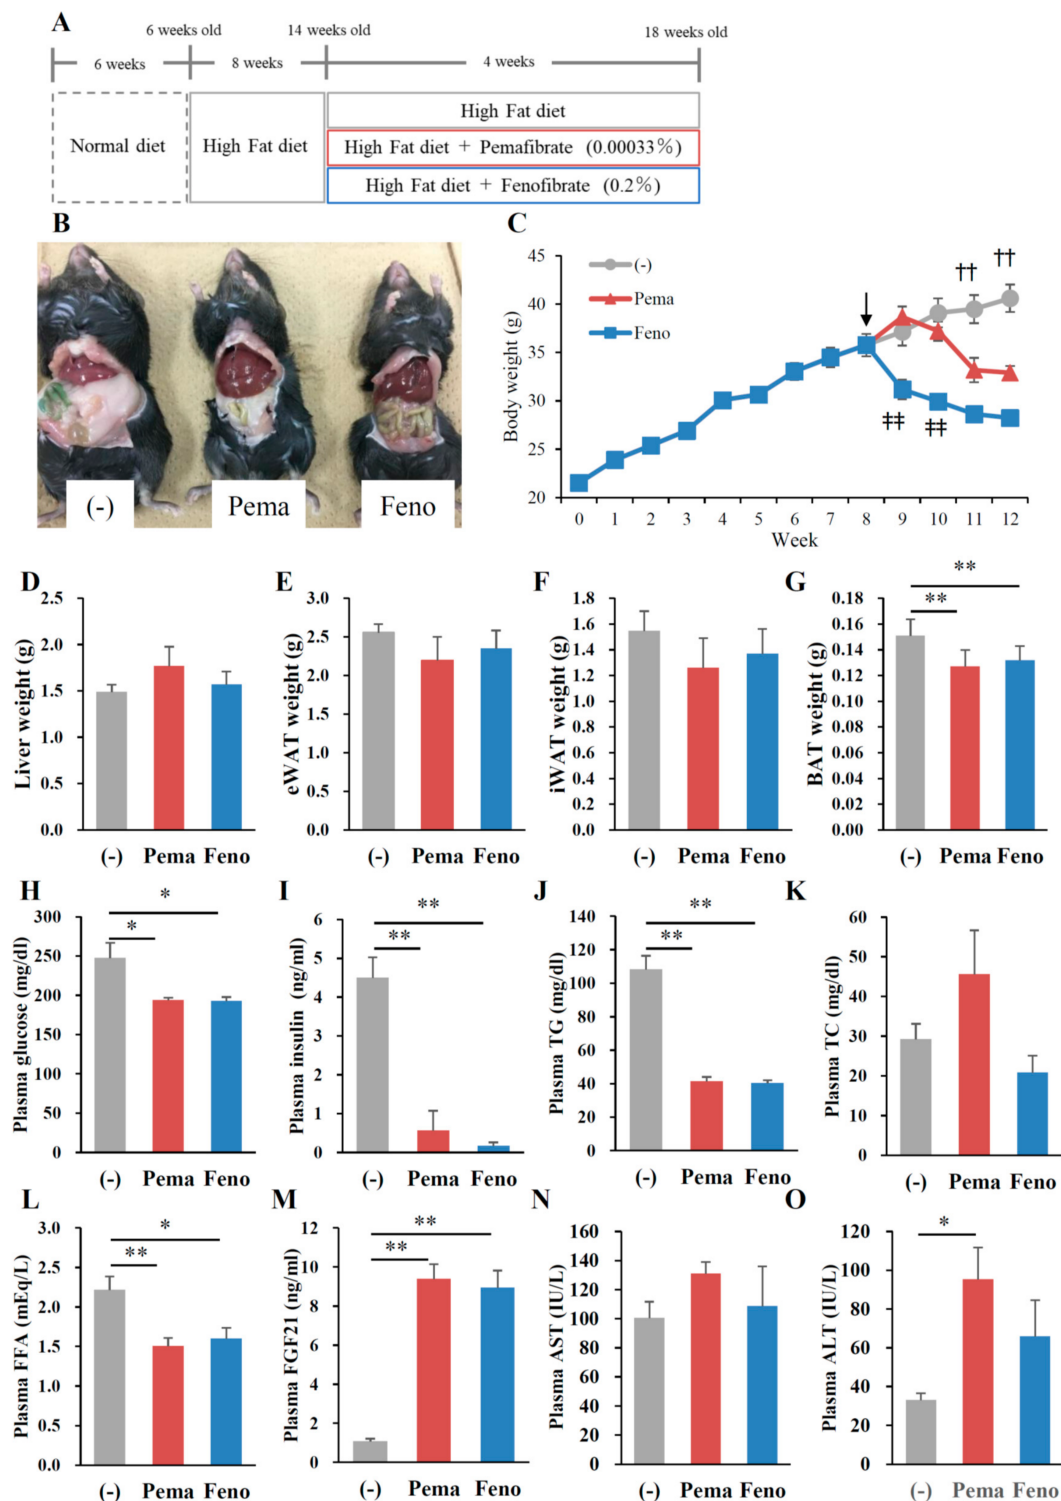 A
6 weeks old 14 weeks old 18 weeks old
6 weeks 8 weeks 4 weeks
Normal diet
High Fat diet
High Fat diet
High Fat diet + Pemafibrate (0.00033%)
High Fat diet + Fenofibrate (0.2%)
B
(-) Pema Feno
C
Body weight (g)
45
40
35
30
25
20
(-)
Pema
Feno
†† ††
‡‡ ‡‡
0 1 2 3 4 5 6 7 8 9 10 11 12
Week
D
Liver weight (g)
2.5
2.0
1.5
1.0
0.5
0.0
(-) Pema Feno
E
eWAT weight (g)
3.0
2.5
2.0
1.5
1.0
0.5
0.0
(-) Pema Feno
F
iWAT weight (g)
1.8
1.6
1.4
1.2
1.0
0.8
0.6
0.4
0.2
0.0
(-) Pema Feno
G
BAT weight (g)
0.18
0.16
0.14
0.12
0.10
0.08
0.06
0.04
0.02
0.00
**
**
(-) Pema Feno
H
Plasma glucose (mg/dl)
300
250
200
150
100
50
0
*
*
(-) Pema Feno
I
Plasma insulin (ng/ml)
6
5
4
3
2
1
0
**
**
(-) Pema Feno
J
Plasma TG (mg/dl)
140
120
100
80
60
40
20
0
**
**
(-) Pema Feno
K
Plasma TC (mg/dl)
60
50
40
30
20
10
0
(-) Pema Feno
L
Plasma FFA (mEq/L)
3.0
2.5
2.0
1.5
1.0
0.5
0.0
*
**
(-) Pema Feno
M
Plasma FGF21 (ng/ml)
12
10
8
6
4
2
0
**
**
(-) Pema Feno
N
Plasma AST (IU/L)
160
140
120
100
80
60
40
20
0
(-) Pema Feno
O
Plasma ALT (IU/L)
120
100
80
60
40
20
0
*
(-) Pema Feno